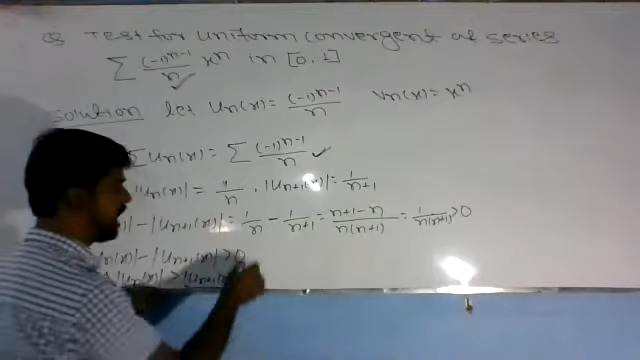 Q Test for uniform convergent of series
∑ (-1)^{n-1}/n x^n in [0, 1]
Solution let Un(x) = (-1)^{n-1}/n Vn(x) = x^n
∑ Un(x) = ∑ (-1)^{n-1}/n ✓
|Un(x)| = 1/n , |Un+1(x)| = 1/n+1
| - |Un+1(x)| = 1/n - 1/n+1 = n+1-n/n(n+1) = 1/n(n+1) > 0
n(x)| - |Un+1(x)| > 0
|Un(x)| > |Un+1